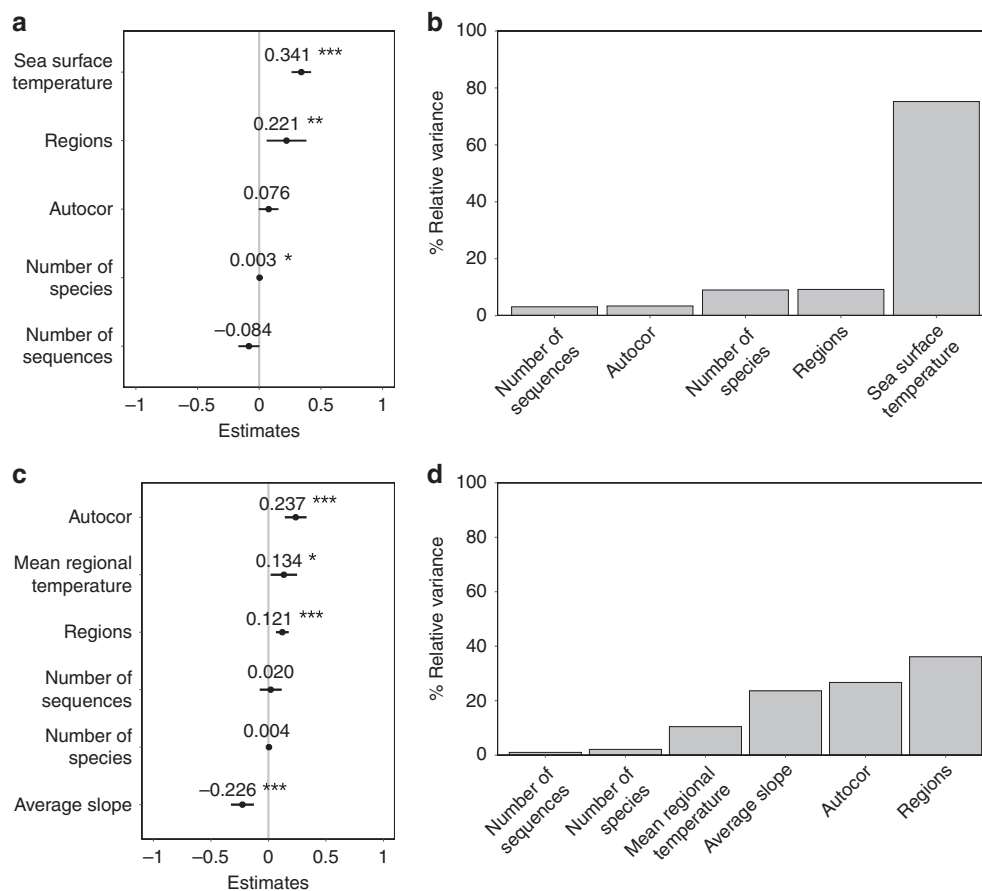 a
Sea surface
temperature
0.341 ***
Regions
0.221 **
Autocor
0.076
Number of
species
0.003 *
Number of
sequences
−0.084
−1 −0.5 0 0.5 1
Estimates
b
% Relative variance
100
80
60
40
20
0
Number of
sequences
Autocor
Number of
species
Regions
Sea surface
temperature
c
Autocor
0.237 ***
Mean regional
temperature
0.134 *
Regions
0.121 ***
Number of
sequences
0.020
Number of
species
0.004
Average slope
−0.226 ***
−1 −0.5 0 0.5 1
Estimates
d
% Relative variance
100
80
60
40
20
0
Number of
sequences
Number of
species
Mean regional
temperature
Average slope
Autocor
Regions